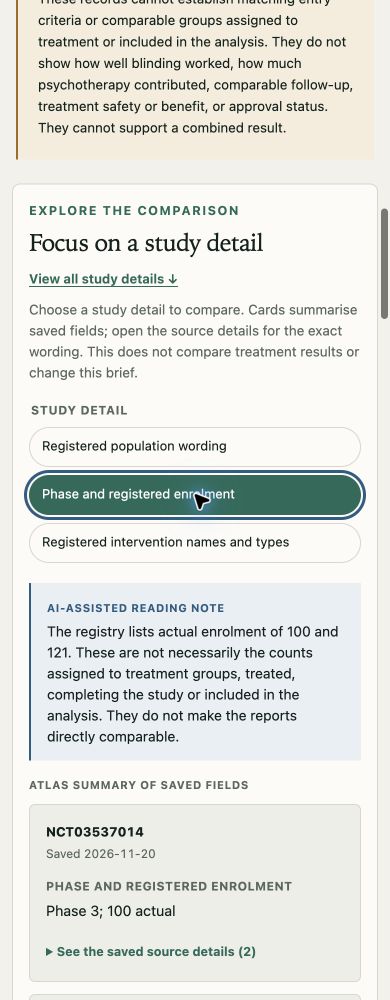 These records cannot establish matching entry
criteria or comparable groups assigned to
treatment or included in the analysis. They do not
show how well blinding worked, how much
psychotherapy contributed, comparable follow-up,
treatment safety or benefit, or approval status.
They cannot support a combined result.
EXPLORE THE COMPARISON
Focus on a study detail
View all study details ↓
Choose a study detail to compare. Cards summarise
saved fields; open the source details for the exact
wording. This does not compare treatment results or
change this brief.
STUDY DETAIL
Registered population wording
Phase and registered enrolment
Registered intervention names and types
AI-ASSISTED READING NOTE
The registry lists actual enrolment of 100 and
121. These are not necessarily the counts
assigned to treatment groups, treated,
completing the study or included in the
analysis. They do not make the reports
directly comparable.
ATLAS SUMMARY OF SAVED FIELDS
NCT03537014
Saved 2026-11-20
PHASE AND REGISTERED ENROLMENT
Phase 3; 100 actual
▸ See the saved source details (2)